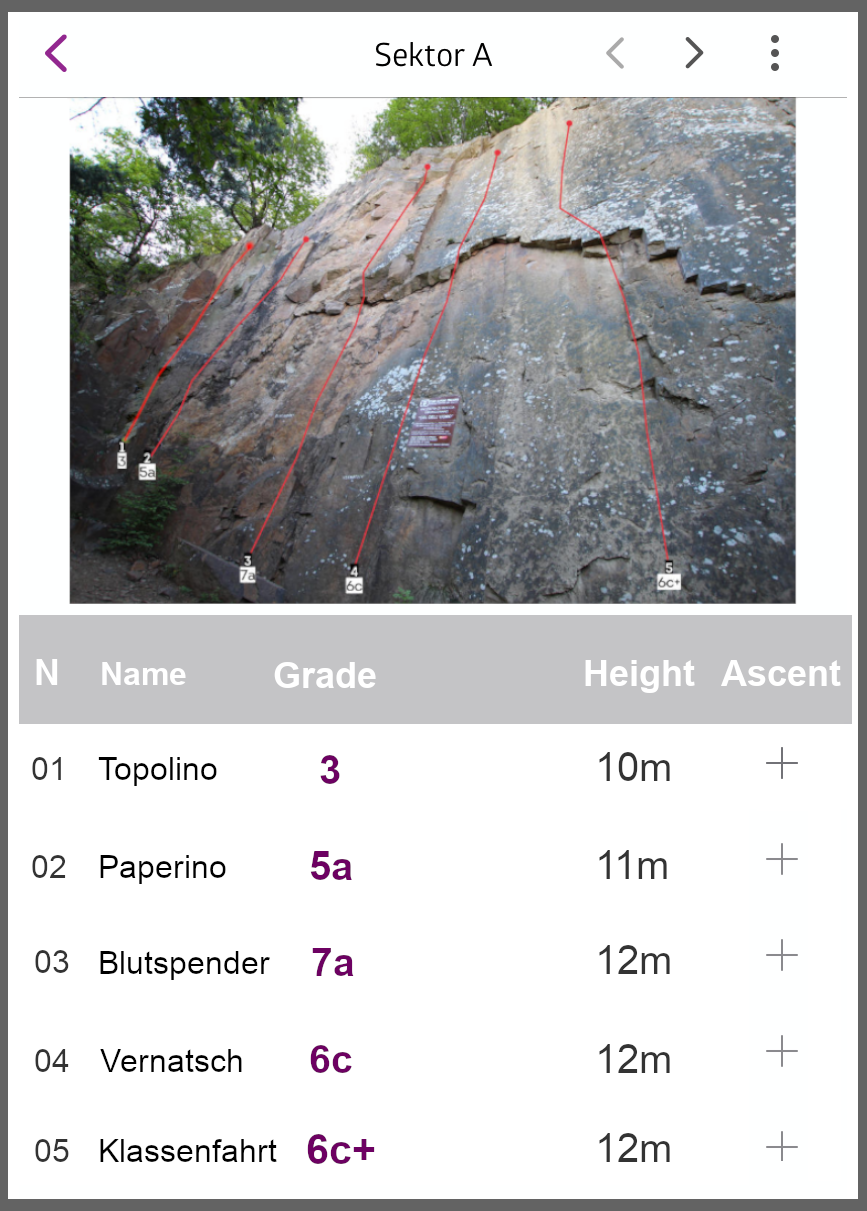 Sektor A
1
3
2
5a
3
7a
4
6c
5
6c+
N Name Grade Height Ascent
01 Topolino 3 10m
02 Paperino 5a 11m
03 Blutspender 7a 12m
04 Vernatsch 6c 12m
05 Klassenfahrt 6c+ 12m